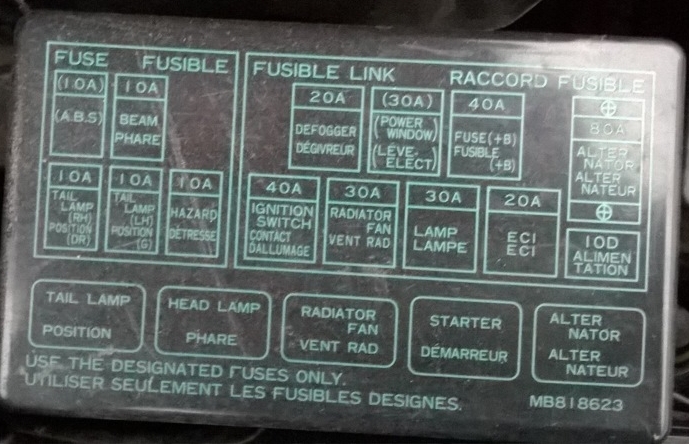 FUSE FUSIBLE
FUSIBLE LINK RACCORD FUSIBLE
(10A)
(A.B.S)
10A
BEAM
PHARE
20A
DEFOGGER
DÉGIVREUR
(30A)
(POWER
WINDOW)
(LÉVE-
ELECT)
40A
FUSE(+B)
FUSIBLE
(+B)
80A
ALTER
NATOR
ALTER
NATEUR
10A
TAIL
LAMP
(RH)
POSITION
(DR)
10A
TAIL
LAMP
(LH)
POSITION
(G)
10A
HAZARD
DÉTRESSE
40A
IGNITION
SWITCH
CONTACT
DALLUMAGE
30A
RADIATOR
FAN
VENT RAD
30A
LAMP
LAMPE
20A
ECI
ECI
IOD
ALIMEN
TATION
TAIL LAMP
POSITION
HEAD LAMP
PHARE
RADIATOR
FAN
VENT RAD
STARTER
DÉMARREUR
ALTER
NATOR
ALTER
NATEUR
USE THE DESIGNATED FUSES ONLY.
UTILISER SEULEMENT LES FUSIBLES DESIGNES.
MB818623